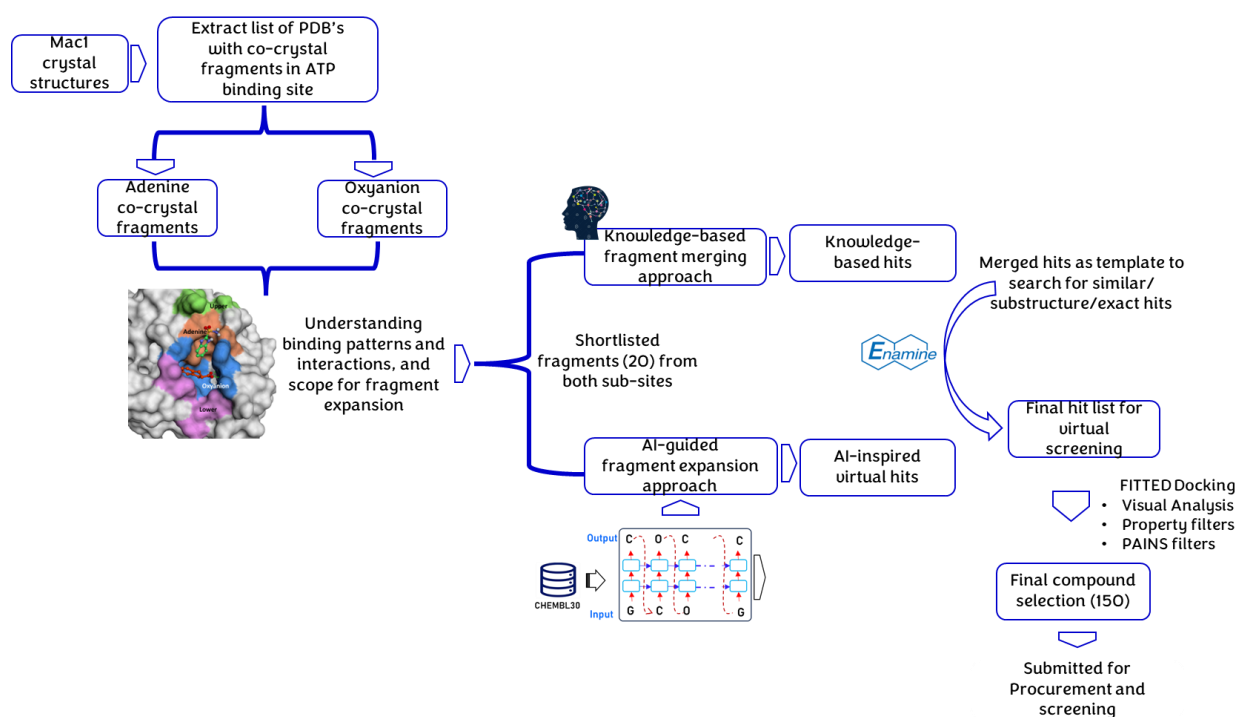 Mac1
crystal
structures
Extract list of PDB's
with co-crystal
fragments in ATP
binding site
Adenine
co-crystal
fragments
Oxyanion
co-crystal
fragments
Upper
Adenine
Oxyanion
Lower
Understanding
binding patterns and
interactions, and
scope for fragment
expansion
Shortlisted
fragments (20) from
both sub-sites
Knowledge-based
fragment merging
approach
Knowledge-
based hits
AI-guided
fragment expansion
approach
AI-inspired
virtual hits
CHEMBL30
Output C O C C
Input G C O G
Merged hits as template to
search for similar/
substructure/exact hits
Enamine
Final hit list for
virtual
screening
FITTED Docking
• Visual Analysis
• Property filters
• PAINS filters
Final compound
selection (150)
Submitted for
Procurement and
screening